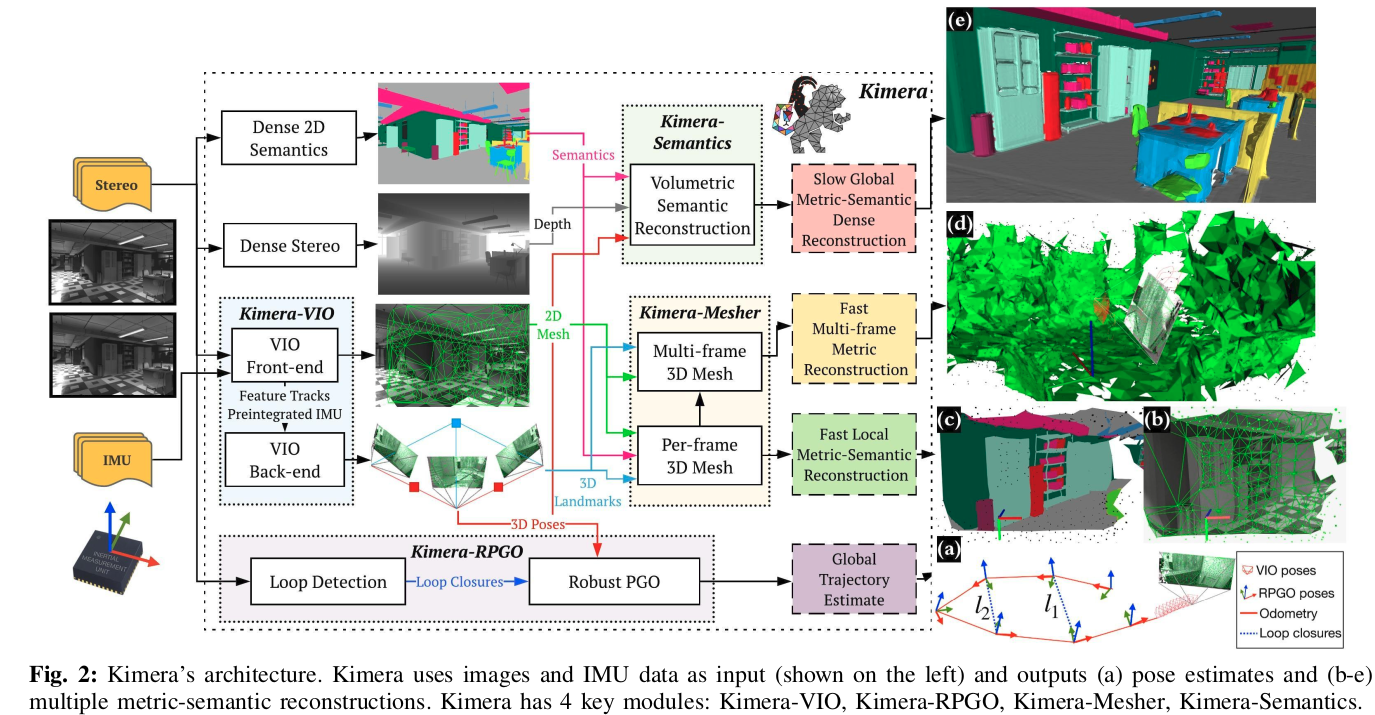 Stereo
IMU
INERTIAL
MEASUREMENT
UNIT
Kimera
Dense 2D
Semantics
Dense Stereo
Kimera-VIO
VIO
Front-end
Feature Tracks
Preintegrated IMU
VIO
Back-end
Semantics
Depth
2D
Mesh
3D
Landmarks
3D Poses
Kimera-RPGO
Loop Detection
Loop Closures
Robust PGO
Kimera-
Semantics
Volumetric
Semantic
Reconstruction
Kimera-Mesher
Multi-frame
3D Mesh
Per-frame
3D Mesh
Slow Global
Metric-Semantic
Dense
Reconstruction
Fast
Multi-frame
Metric
Reconstruction
Fast Local
Metric-Semantic
Reconstruction
Global
Trajectory
Estimate
(e)
(d)
(c)
(b)
(a)
l2
l1
VIO poses
RPGO poses
Odometry
Loop closures
Fig. 2: Kimera's architecture. Kimera uses images and IMU data as input (shown on the left) and outputs (a) pose estimates and (b-e)
multiple metric-semantic reconstructions. Kimera has 4 key modules: Kimera-VIO, Kimera-RPGO, Kimera-Mesher, Kimera-Semantics.